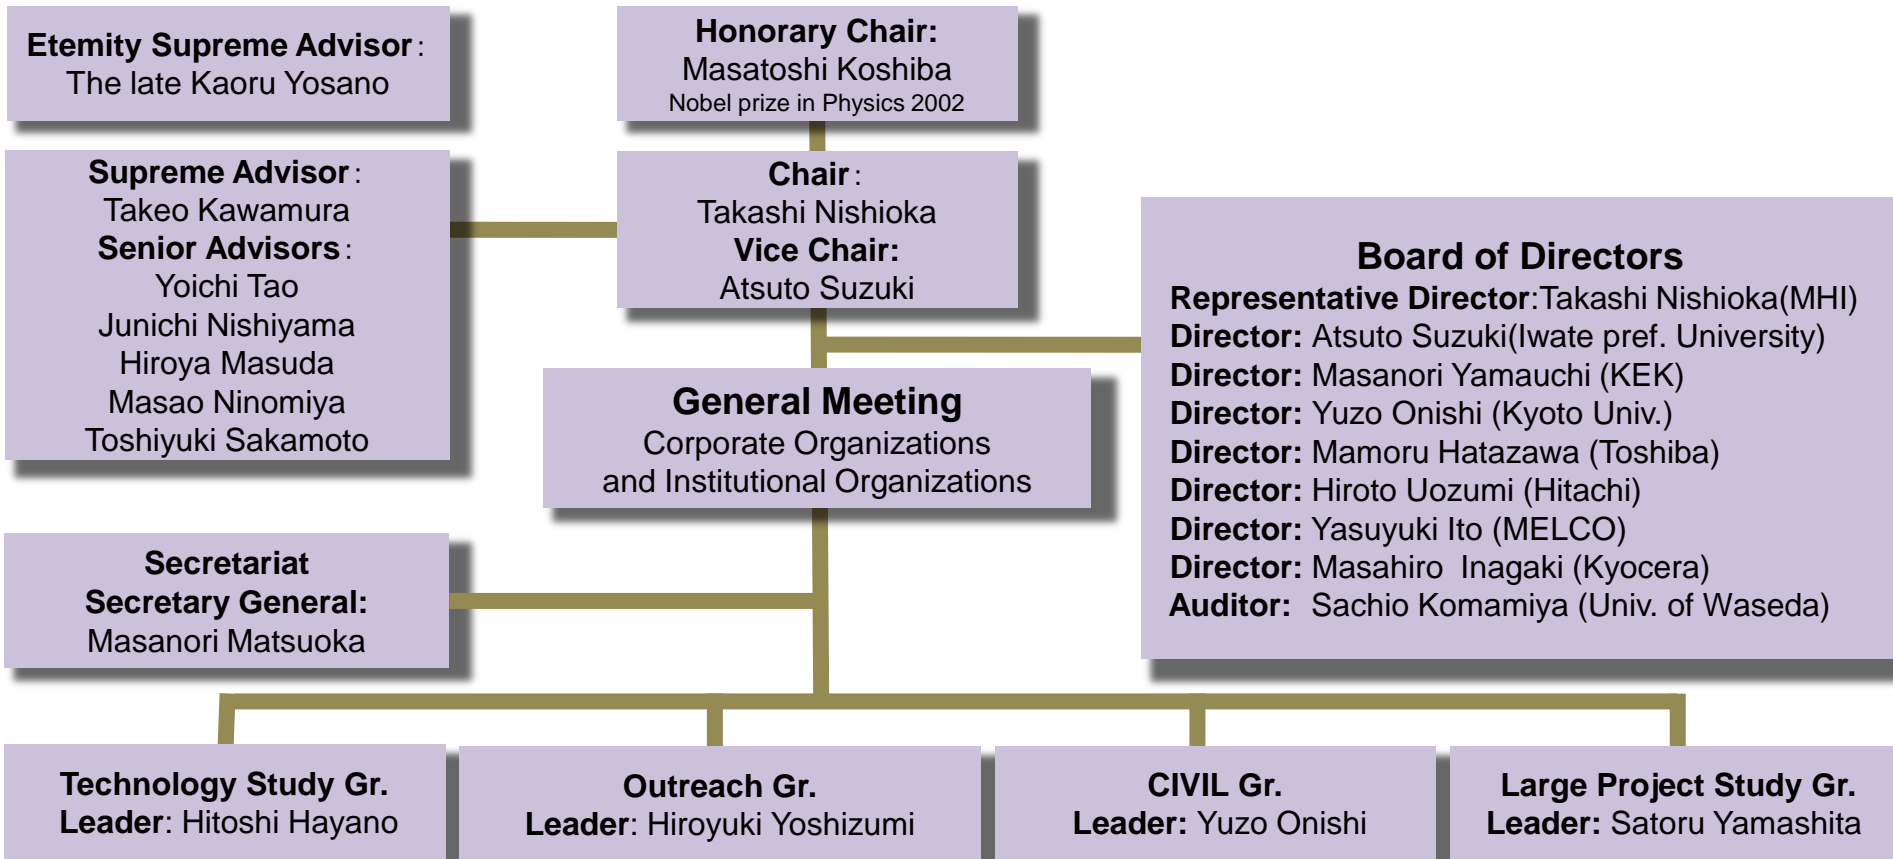 Etemity Supreme Advisor:
The late Kaoru Yosano
Honorary Chair:
Masatoshi Koshiba
Nobel prize in Physics 2002
Supreme Advisor:
Takeo Kawamura
Senior Advisors:
Yoichi Tao
Junichi Nishiyama
Hiroya Masuda
Masao Ninomiya
Toshiyuki Sakamoto
Chair:
Takashi Nishioka
Vice Chair:
Atsuto Suzuki
Board of Directors
Representative Director:Takashi Nishioka(MHI)
Director: Atsuto Suzuki(Iwate pref. University)
Director: Masanori Yamauchi (KEK)
Director: Yuzo Onishi (Kyoto Univ.)
Director: Mamoru Hatazawa (Toshiba)
Director: Hiroto Uozumi (Hitachi)
Director: Yasuyuki Ito (MELCO)
Director: Masahiro  Inagaki (Kyocera)
Auditor:  Sachio Komamiya (Univ. of Waseda)
General Meeting
Corporate Organizations
and Institutional Organizations
Secretariat
Secretary General:
Masanori Matsuoka
Technology Study Gr.
Leader: Hitoshi Hayano
Outreach Gr.
Leader: Hiroyuki Yoshizumi
CIVIL Gr.
Leader: Yuzo Onishi
Large Project Study Gr.
Leader: Satoru Yamashita